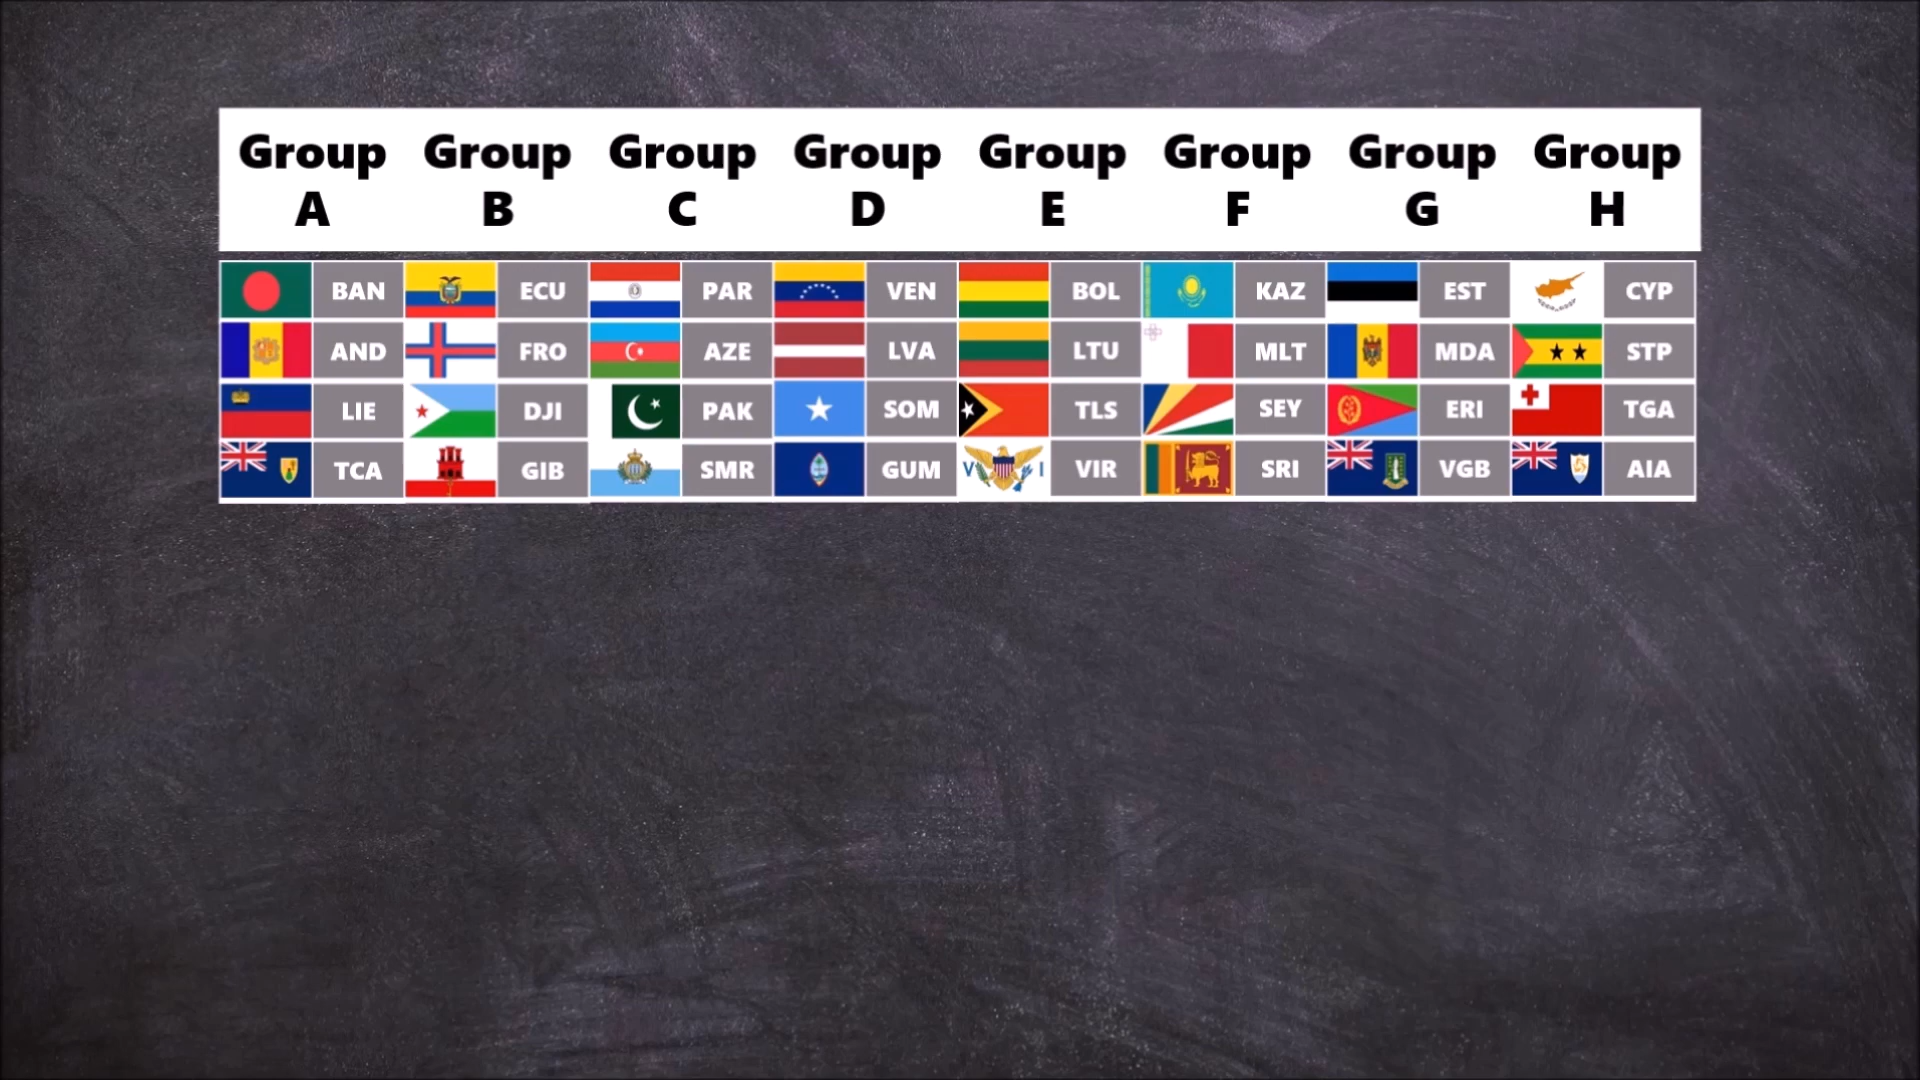 Group Group Group Group Group Group Group Group
A B C D E F G H
BAN ECU PAR VEN BOL KAZ EST CYP
AND FRO AZE LVA LTU MLT MDA STP
LIE DJI PAK SOM TLS SEY ERI TGA
TCA GIB SMR GUM V I VIR SRI VGB AIA